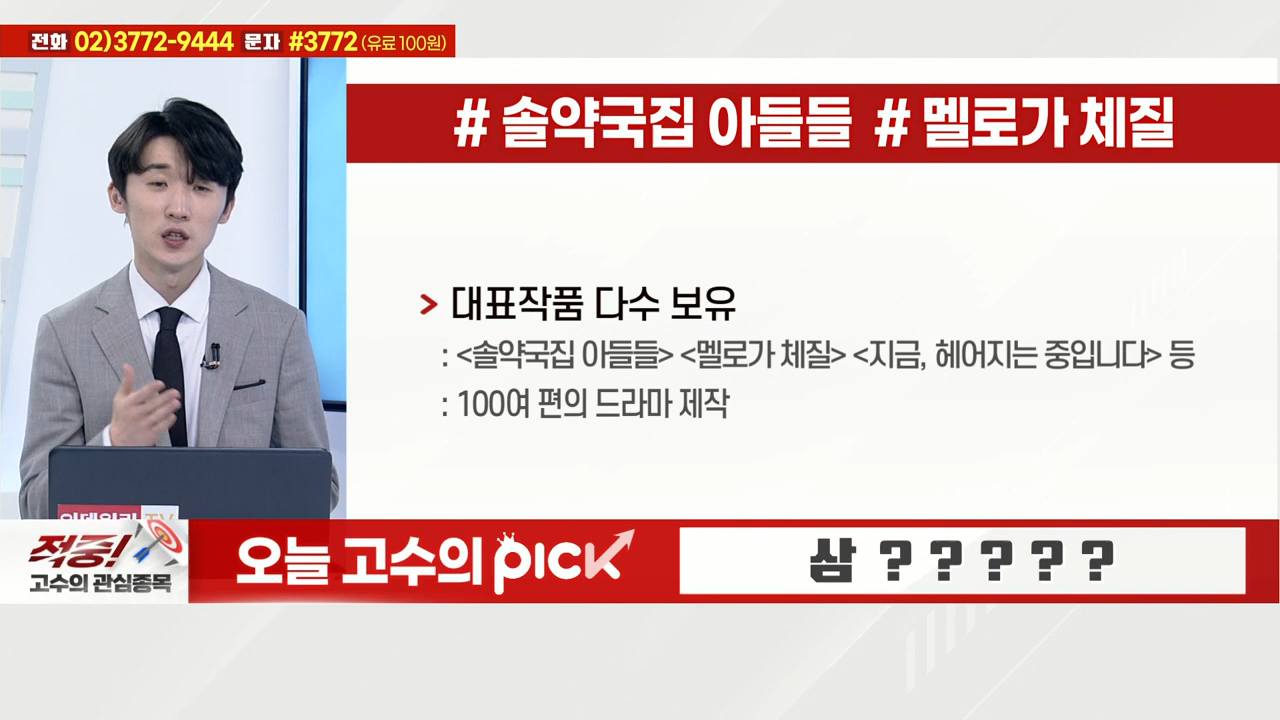 전화 02)3772-9444 문자 #3772 (유료 100원)
# 솔약국집 아들들 # 멜로가 체질
대표작품 다수 보유
: <솔약국집 아들들> <멜로가 체질> <지금, 헤어지는 중입니다> 등
: 100여 편의 드라마 제작
적중!
고수의 관심종목
오늘 고수의 PICK
삼 ? ? ? ? ?